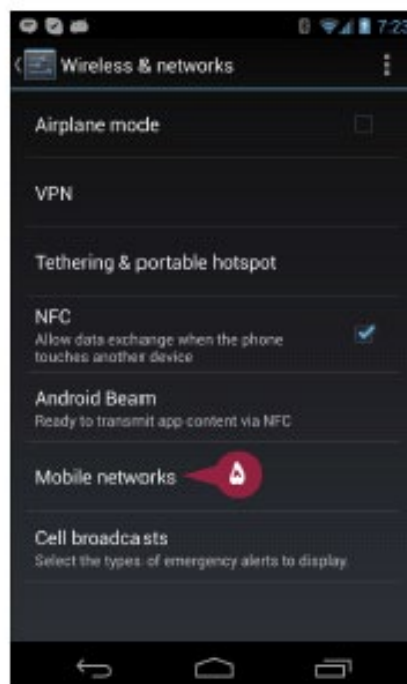 7:23
Wireless & networks
Airplane mode
VPN
Tethering & portable hotspot
NFC
Allow data exchange when the phone
touches another device
Android Beam
Ready to transmit app content via NFC
Mobile networks ۵
Cell broadcasts
Select the types of emergency alerts to display